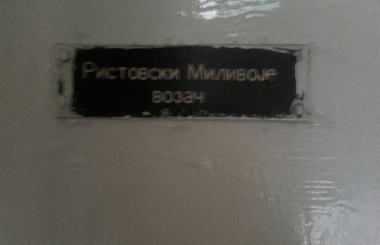 Ристовски Миливоје
возач